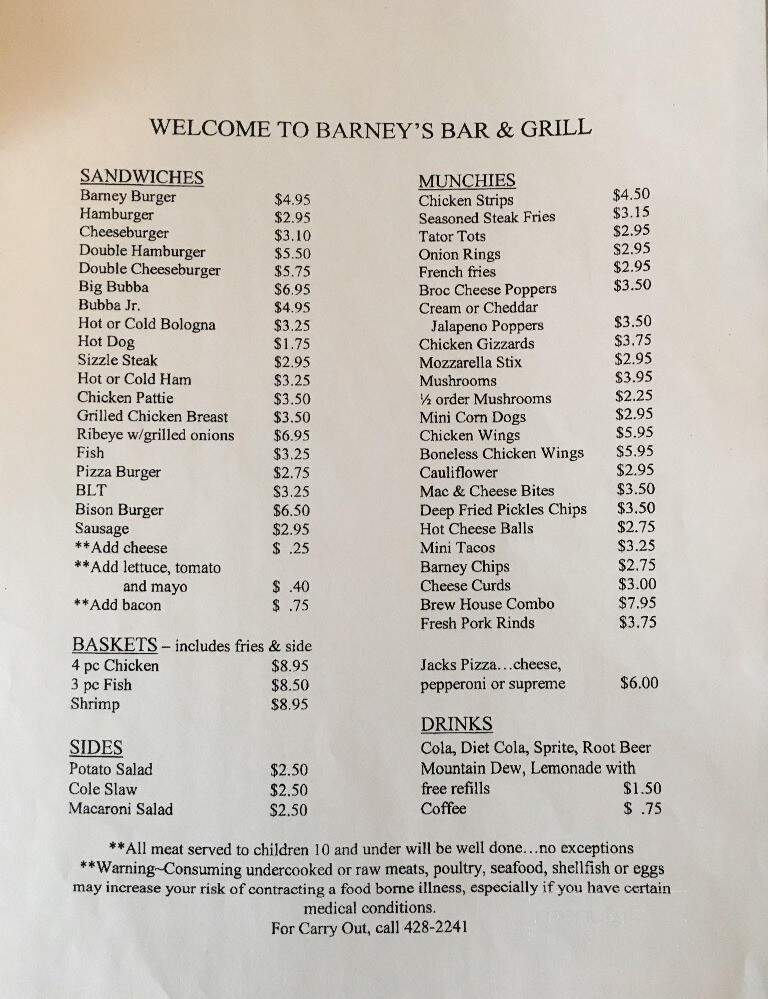 WELCOME TO BARNEY'S BAR & GRILL
SANDWICHES
Barney Burger $4.95
Hamburger $2.95
Cheeseburger $3.10
Double Hamburger $5.50
Double Cheeseburger $5.75
Big Bubba $6.95
Bubba Jr. $4.95
Hot or Cold Bologna $3.25
Hot Dog $1.75
Sizzle Steak $2.95
Hot or Cold Ham $3.25
Chicken Pattie $3.50
Grilled Chicken Breast $3.50
Ribeye w/grilled onions $6.95
Fish $3.25
Pizza Burger $2.75
BLT $3.25
Bison Burger $6.50
Sausage $2.95
**Add cheese $ .25
**Add lettuce, tomato
and mayo $ .40
**Add bacon $ .75
BASKETS – includes fries & side
4 pc Chicken $8.95
3 pc Fish $8.50
Shrimp $8.95
SIDES
Potato Salad $2.50
Cole Slaw $2.50
Macaroni Salad $2.50
MUNCHIES
Chicken Strips $4.50
Seasoned Steak Fries $3.15
Tator Tots $2.95
Onion Rings $2.95
French fries $2.95
Broc Cheese Poppers $3.50
Cream or Cheddar
Jalapeno Poppers $3.50
Chicken Gizzards $3.75
Mozzarella Stix $2.95
Mushrooms $3.95
½ order Mushrooms $2.25
Mini Corn Dogs $2.95
Chicken Wings $5.95
Boneless Chicken Wings $5.95
Cauliflower $2.95
Mac & Cheese Bites $3.50
Deep Fried Pickles Chips $3.50
Hot Cheese Balls $2.75
Mini Tacos $3.25
Barney Chips $2.75
Cheese Curds $3.00
Brew House Combo $7.95
Fresh Pork Rinds $3.75
Jacks Pizza…cheese,
pepperoni or supreme $6.00
DRINKS
Cola, Diet Cola, Sprite, Root Beer
Mountain Dew, Lemonade with
free refills $1.50
Coffee $ .75
**All meat served to children 10 and under will be well done…no exceptions
**Warning~Consuming undercooked or raw meats, poultry, seafood, shellfish or eggs
may increase your risk of contracting a food borne illness, especially if you have certain
medical conditions.
For Carry Out, call 428-2241